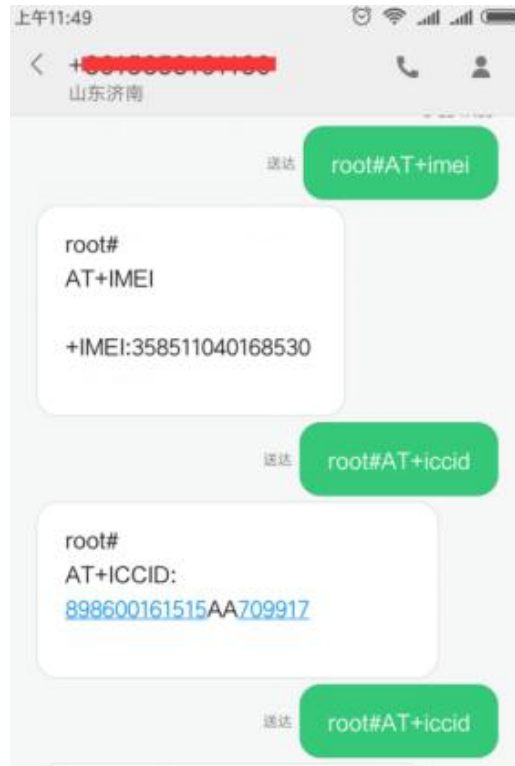 上午11:49
山东济南
送达
root#AT+imei
root#
AT+IMEI
+IMEI:358511040168530
送达
root#AT+iccid
root#
AT+ICCID:
898600161515AA709917
送达
root#AT+iccid